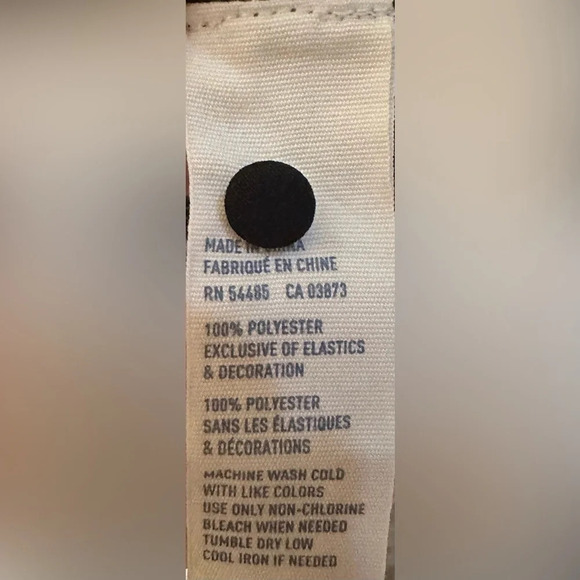 MADE IN CHINA
FABRIQUÉ EN CHINE
RN 54485 CA 03873
100% POLYESTER
EXCLUSIVE OF ELASTICS
& DECORATION
100% POLYESTER
SANS LES ÉLASTIQUES
& DÉCORATIONS
MACHINE WASH COLD
WITH LIKE COLORS
USE ONLY NON-CHLORINE
BLEACH WHEN NEEDED
TUMBLE DRY LOW
COOL IRON IF NEEDED